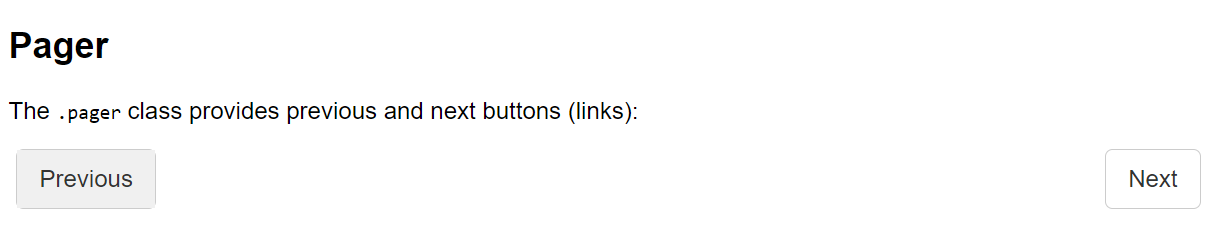 Pager
The .pager class provides previous and next buttons (links):
Previous Next